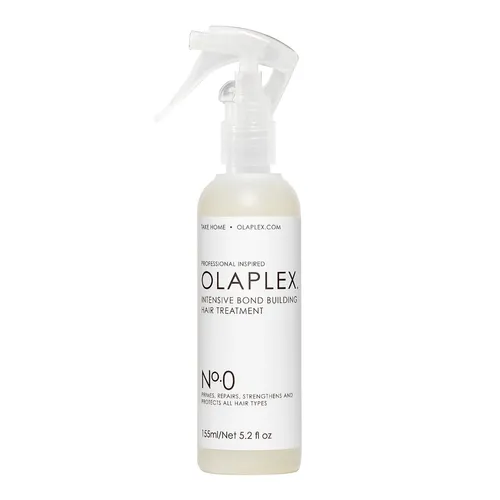 TAKE HOME • OLAPLEX.COM
PROFESSIONAL INSPIRED
OLAPLEX.
INTENSIVE BOND BUILDING
HAIR TREATMENT
Nº.0
PRIMES, REPAIRS, STRENGTHENS AND
PROTECTS ALL HAIR TYPES
155ml/Net 5.2 fl oz